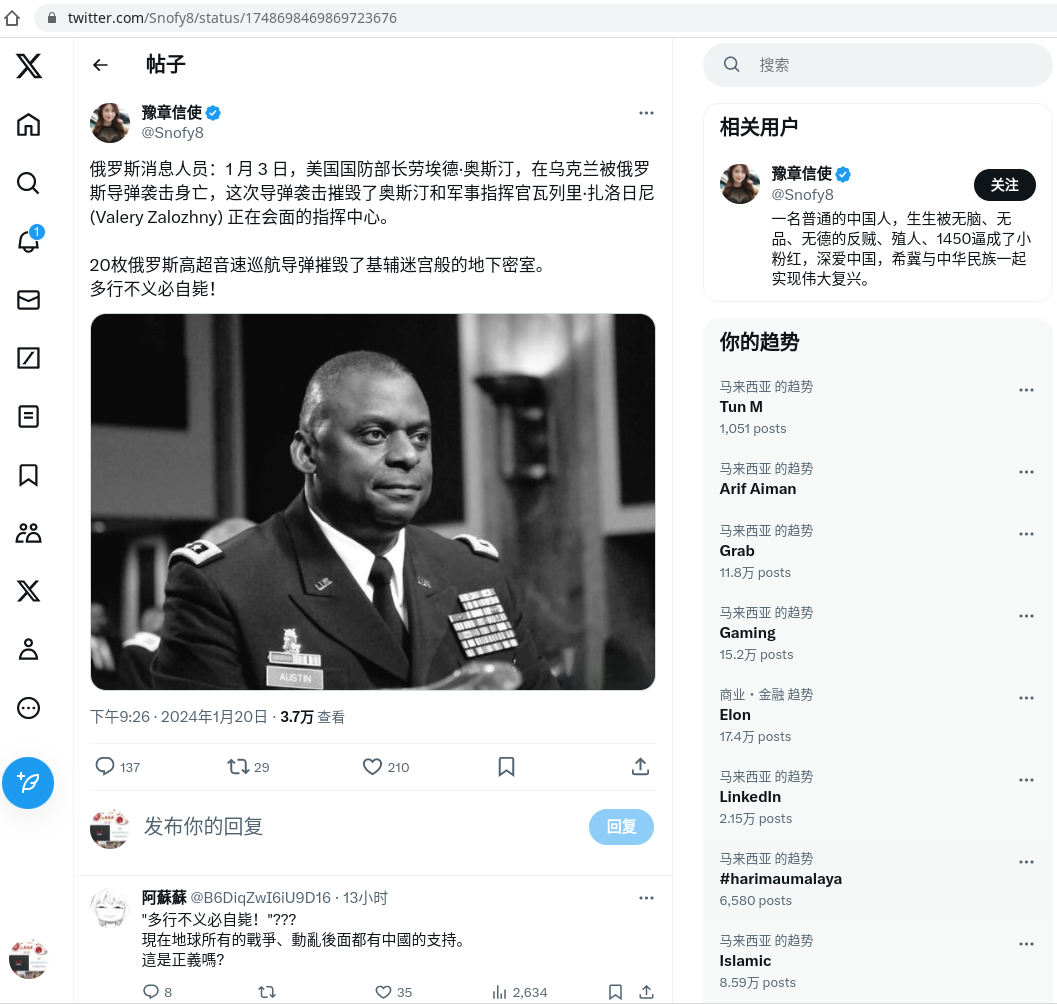 twitter.com/Snofy8/status/1748698469869723676
帖子
豫章信使
@Snofy8
俄罗斯消息人员：1 月 3 日，美国国防部长劳埃德·奥斯汀，在乌克兰被俄罗
斯导弹袭击身亡，这次导弹袭击摧毁了奥斯汀和军事指挥官瓦列里·扎洛日尼
(Valery Zalozhny) 正在会面的指挥中心。
20枚俄罗斯高超音速巡航导弹摧毁了基辅迷宫般的地下密室。
多行不义必自毙！
AUSTIN
下午9:26 · 2024年1月20日 · 3.7万 查看
137 29 210
发布你的回复
回复
阿蘇蘇 @B6DiqZwI6iU9D16 · 13小时
"多行不义必自毙！"???
現在地球所有的戰爭、動亂後面都有中國的支持。
這是正義嗎?
8 35 2,634
1
搜索
相关用户
豫章信使
@Snofy8
关注
一名普通的中国人，生生被无脑、无
品、无德的反贼、殖人、1450逼成了小
粉红，深爱中国，希冀与中华民族一起
实现伟大复兴。
你的趋势
马来西亚 的趋势
Tun M
1,051 posts
马来西亚 的趋势
Arif Aiman
马来西亚 的趋势
Grab
11.8万 posts
马来西亚 的趋势
Gaming
15.2万 posts
商业・金融 趋势
Elon
17.4万 posts
马来西亚 的趋势
LinkedIn
2.15万 posts
马来西亚 的趋势
#harimaumalaya
6,580 posts
马来西亚 的趋势
Islamic
8.59万 posts